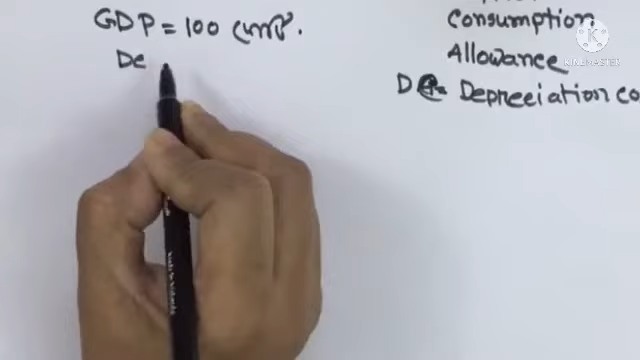 GDP = 100 কোটি.
De
Consumption
Allowance
Depreciation co
KINEMASTER